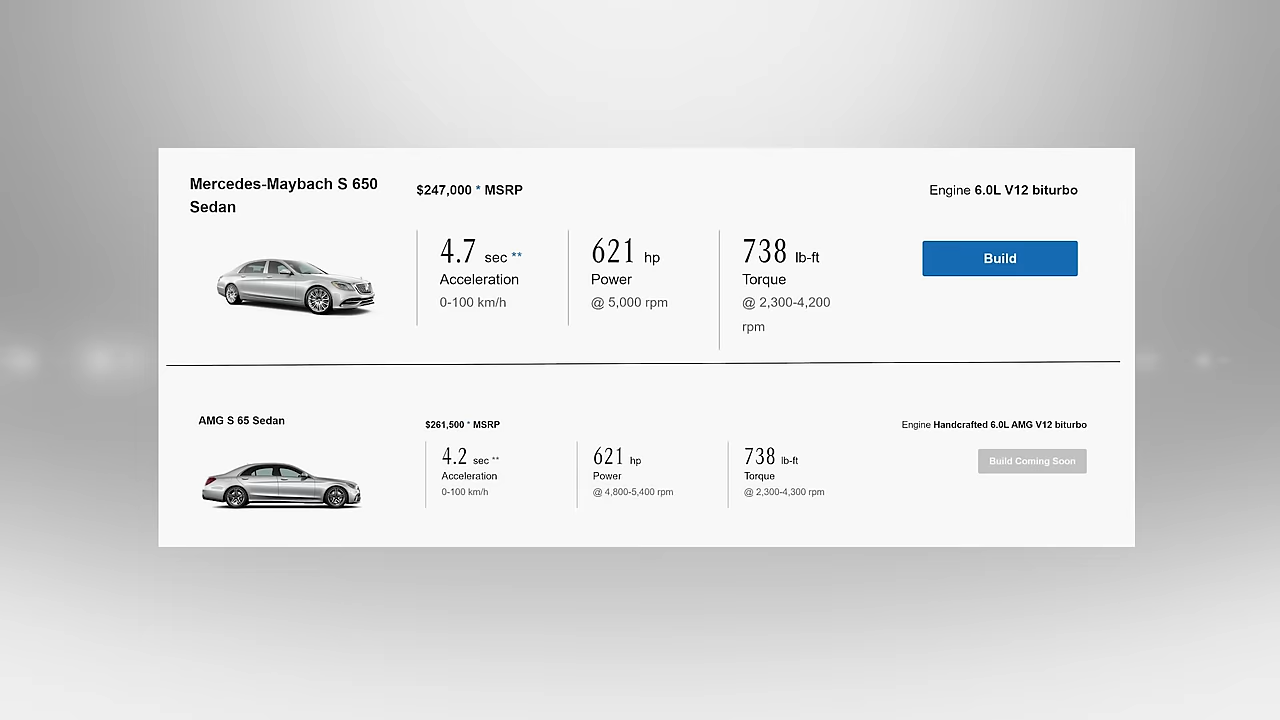 Mercedes-Maybach S 650
Sedan
$247,000 * MSRP
Engine 6.0L V12 biturbo
4.7 sec **
Acceleration
0-100 km/h
621 hp
Power
@ 5,000 rpm
738 lb-ft
Torque
@ 2,300-4,200
rpm
Build
AMG S 65 Sedan
$261,500 * MSRP
Engine Handcrafted 6.0L AMG V12 biturbo
4.2 sec **
Acceleration
0-100 km/h
621 hp
Power
@ 4,800-5,400 rpm
738 lb-ft
Torque
@ 2,300-4,300 rpm
Build Coming Soon